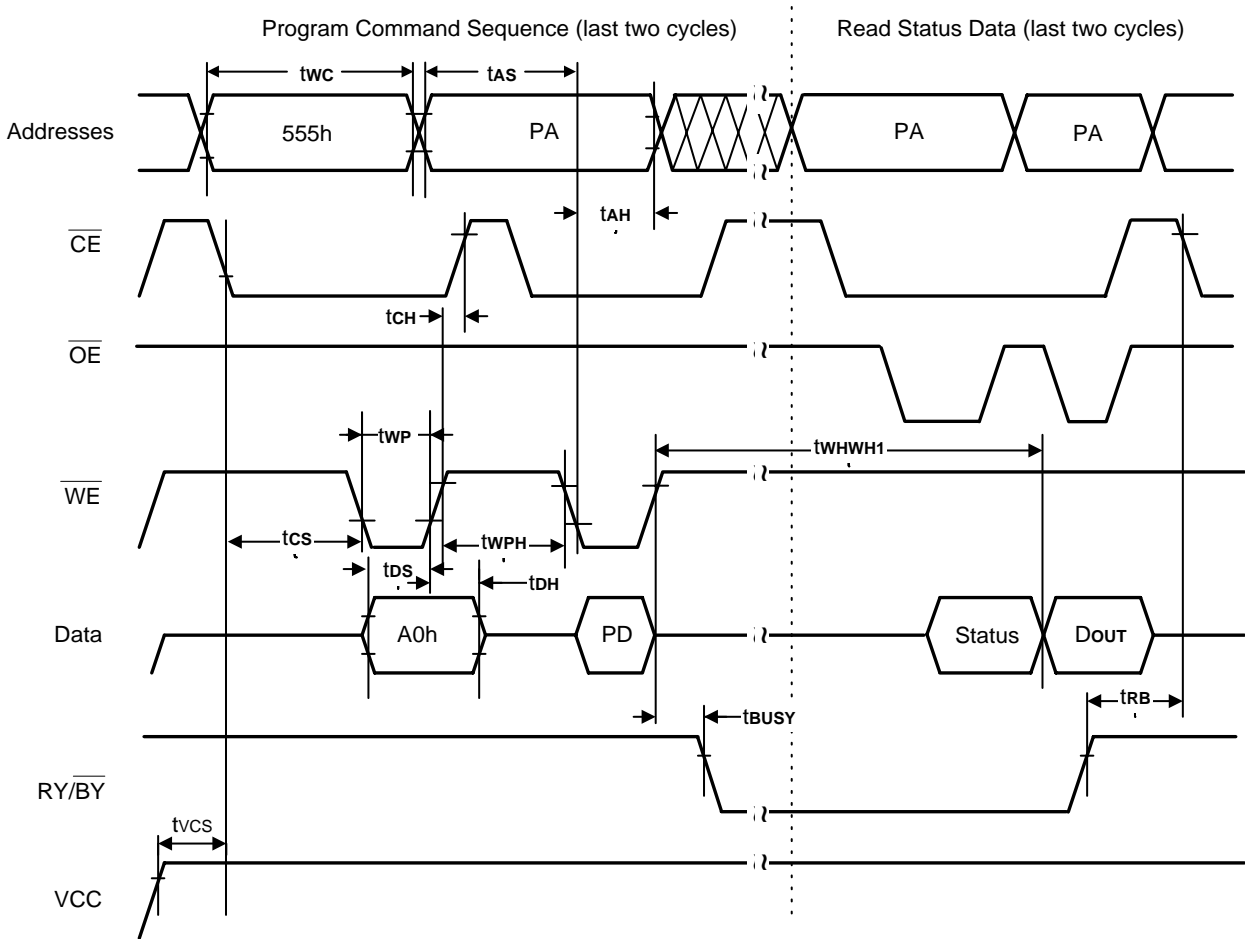 Program Command Sequence (last two cycles)
Read Status Data (last two cycles)
tWC
tAS
Addresses
555h
PA
PA
PA
tAH
CE
tCH
OE
tWP
tWHWH1
WE
tCS
tWPH
tDS
tDH
Data
A0h
PD
Status
DOUT
tBUSY
tRB
RY/BY
tVCS
VCC